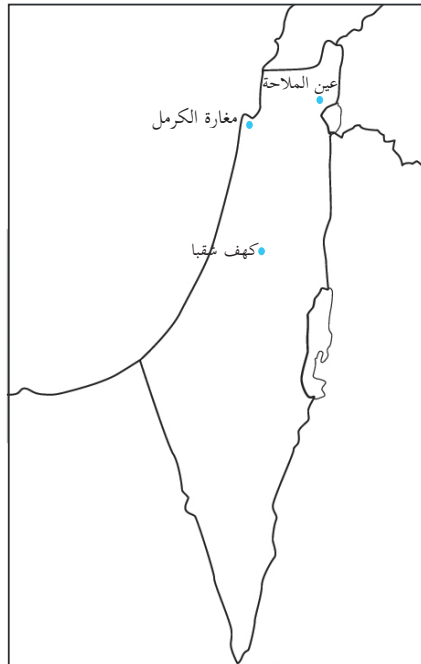 عين الملاحة
مغارة الكرمل
كهف شقبا